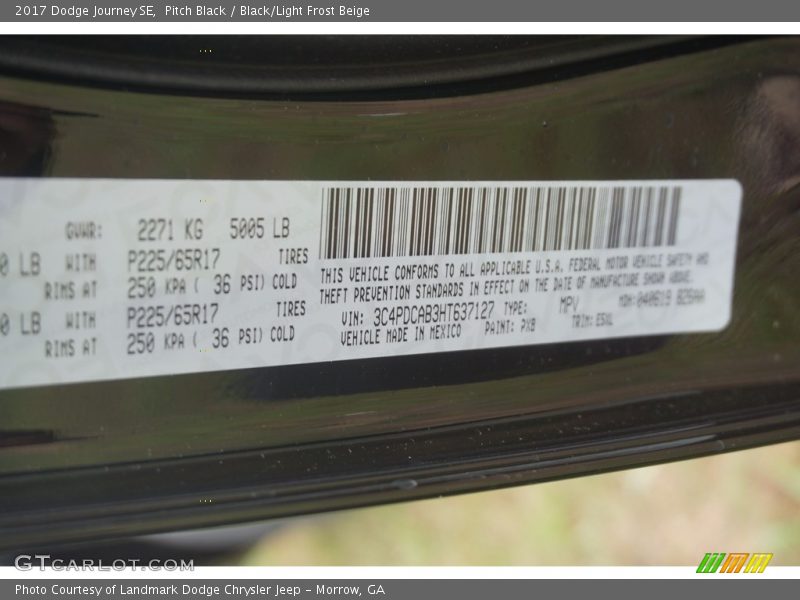 2017 Dodge Journey SE, Pitch Black / Black/Light Frost Beige
GVWR: 2271 KG 5005 LB
0 LB WITH P225/65R17 TIRES
RIMS AT 250 KPA ( 36 PSI) COLD
0 LB WITH P225/65R17 TIRES
RIMS AT 250 KPA ( 36 PSI) COLD
THIS VEHICLE CONFORMS TO ALL APPLICABLE U.S.A. FEDERAL MOTOR VEHICLE SAFETY AND
THEFT PREVENTION STANDARDS IN EFFECT ON THE DATE OF MANUFACTURE SHOWN ABOVE.
VIN: 3C4PDCAB3HT637127 TYPE: MPV MDH:
VEHICLE MADE IN MEXICO PAINT: PXB TRIM:
GTCARLOT.COM
Photo Courtesy of Landmark Dodge Chrysler Jeep – Morrow, GA